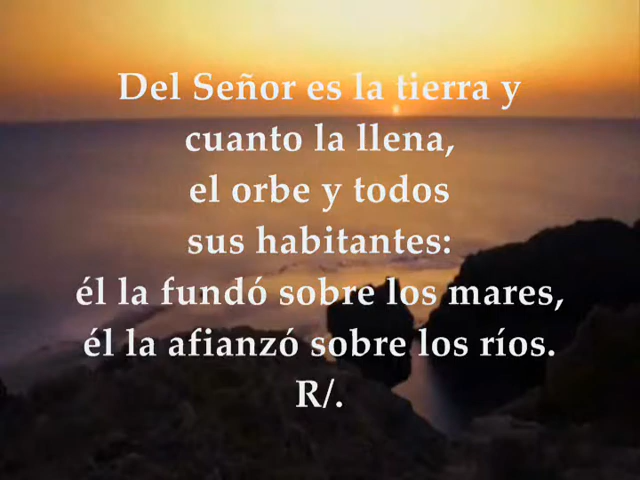 Del Señor es la tierra y
cuanto la llena,
el orbe y todos
sus habitantes:
él la fundó sobre los mares,
él la afianzó sobre los ríos.
R/.